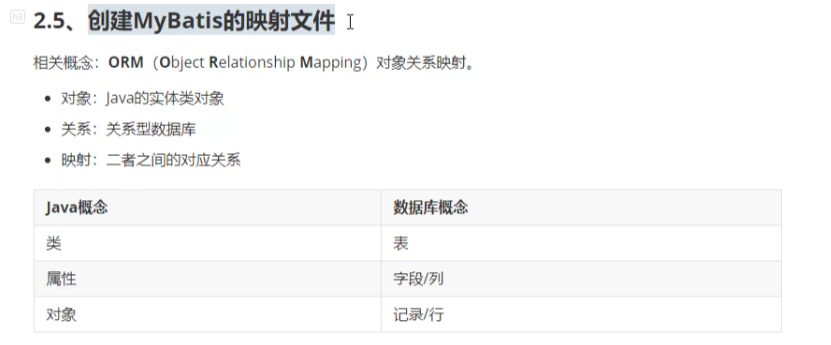 h3
2.5、创建MyBatis的映射文件
相关概念：ORM（Object Relationship Mapping）对象关系映射。
对象：Java的实体类对象
关系：关系型数据库
映射：二者之间的对应关系
Java概念 数据库概念
类 表
属性 字段/列
对象 记录/行